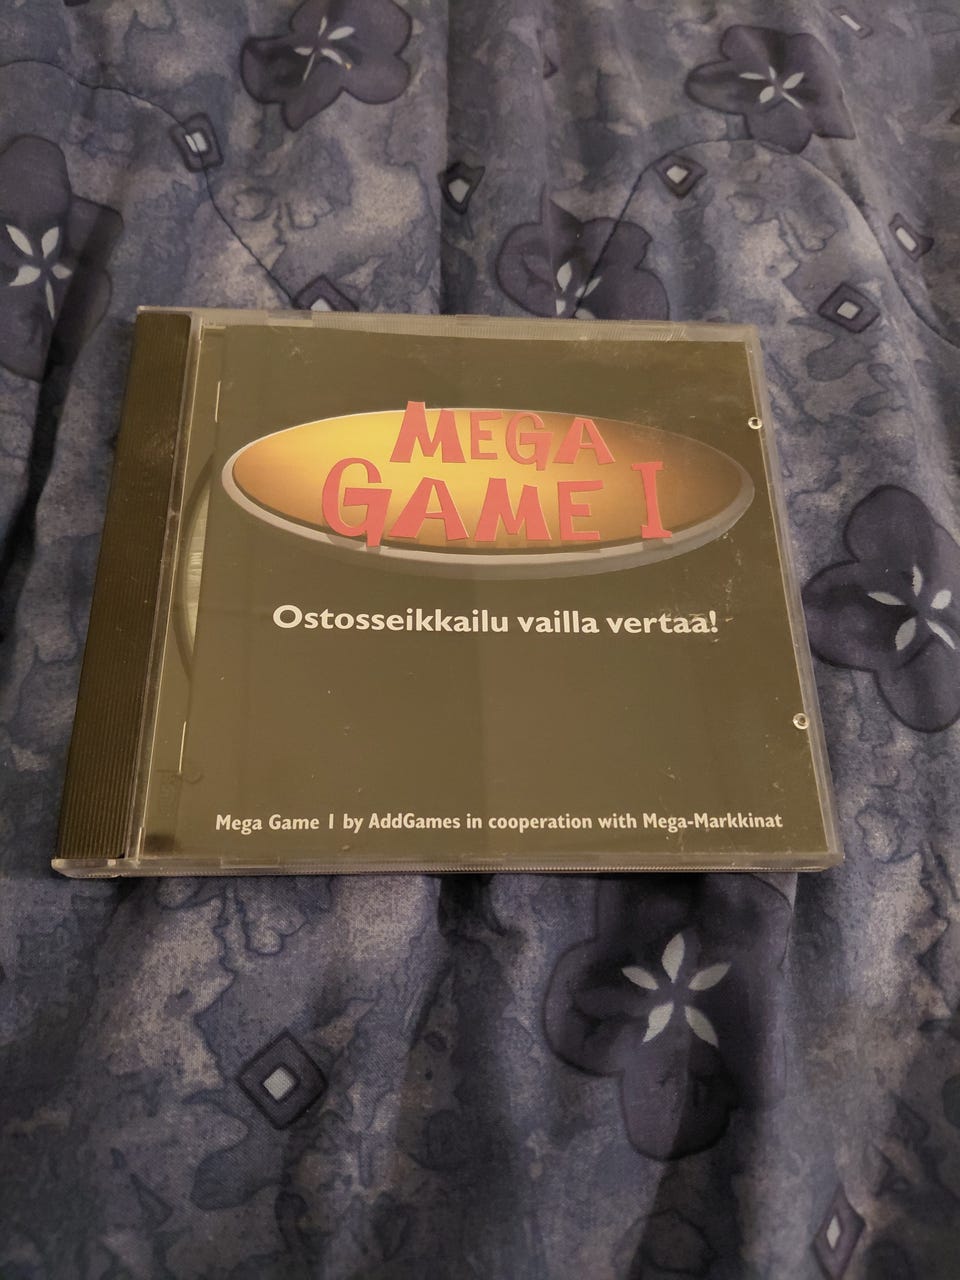 MEGA
GAME I
Ostosseikkailu vailla vertaa!
Mega Game I by AddGames in cooperation with Mega-Markkinat